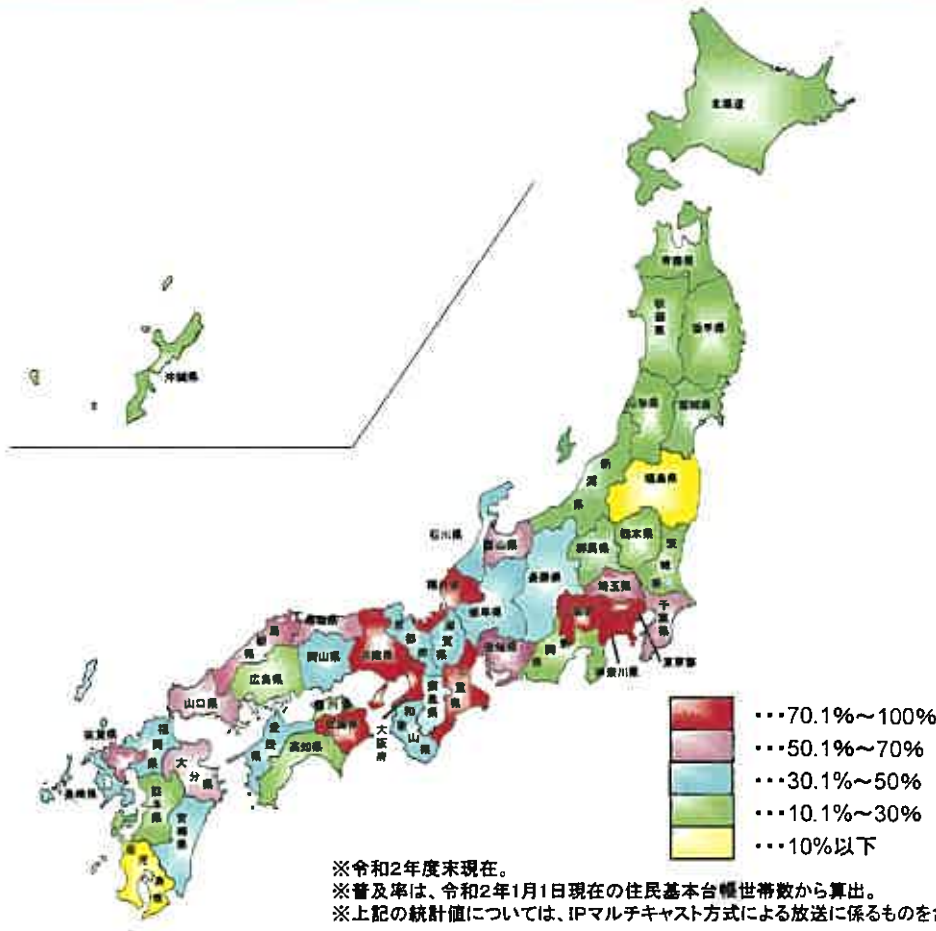 北海道
青森県
秋田県
岩手県
山形県
宮城県
新潟県
福島県
沖縄県
石川県
富山県
群馬県
栃木県
茨城県
長野県
埼玉県
千葉県
福井県
岐阜県
東京都
神奈川県
静岡県
愛知県
滋賀県
京都府
兵庫県
鳥取県
島根県
岡山県
広島県
山口県
三重県
奈良県
和歌山県
大阪府
香川県
徳島県
愛媛県
高知県
福岡県
佐賀県
長崎県
大分県
熊本県
宮崎県
鹿児島県
…70.1%～100%
…50.1%～70%
…30.1%～50%
…10.1%～30%
…10%以下
※令和2年度末現在。
※普及率は、令和2年1月1日現在の住民基本台帳世帯数から算出。
※上記の統計値については、IPマルチキャスト方式による放送に係るものを